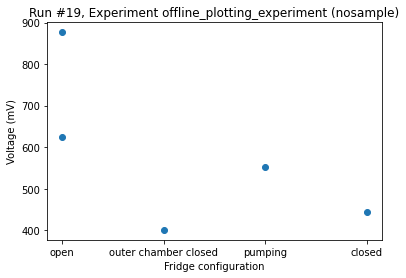 Run #19, Experiment offline_plotting_experiment (nosample)
900
800
700
600
500
400
Voltage (mV)
open
outer chamber closed
pumping
closed
Fridge configuration